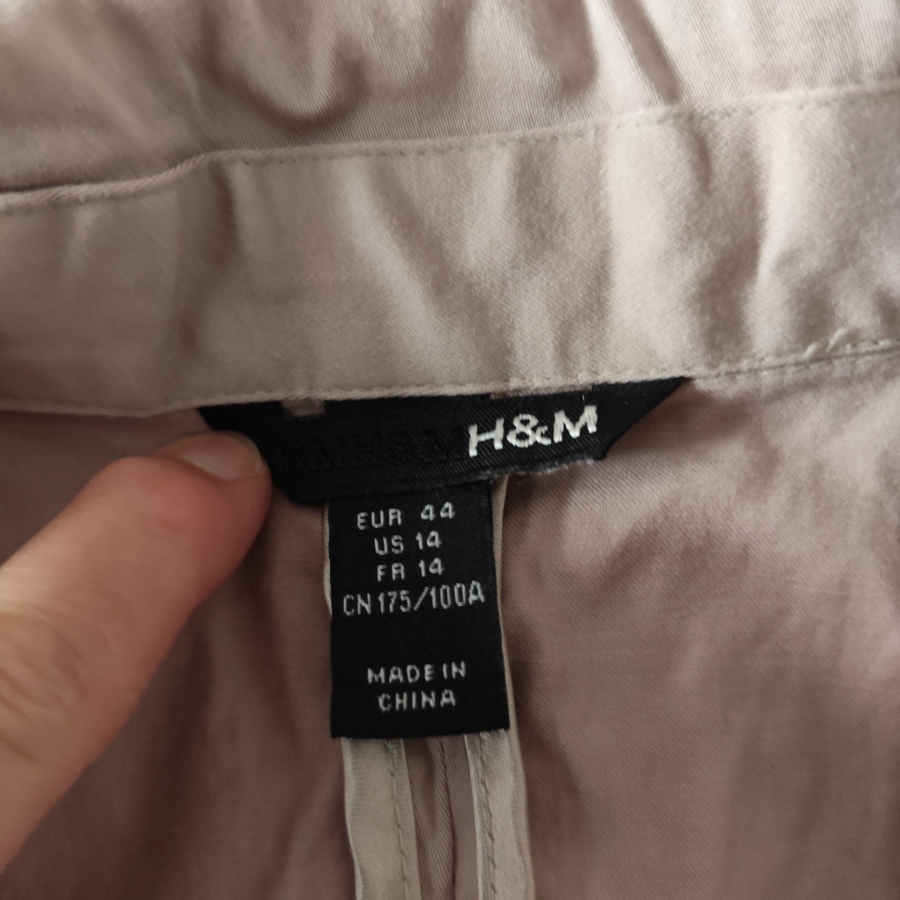 H&M H&M H&M
EUR 44
US 14
FR 14
CN 175/100A
MADE IN
CHINA